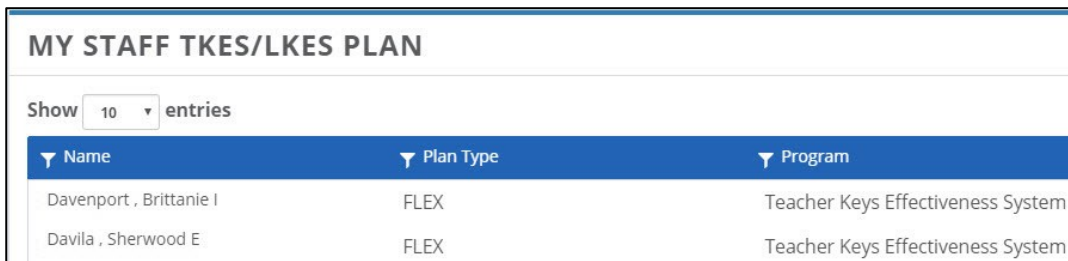 MY STAFF TKES/LKES PLAN
Show 10 entries
Name Plan Type Program
Davenport , Brittanie I FLEX Teacher Keys Effectiveness System
Davila , Sherwood E FLEX Teacher Keys Effectiveness System